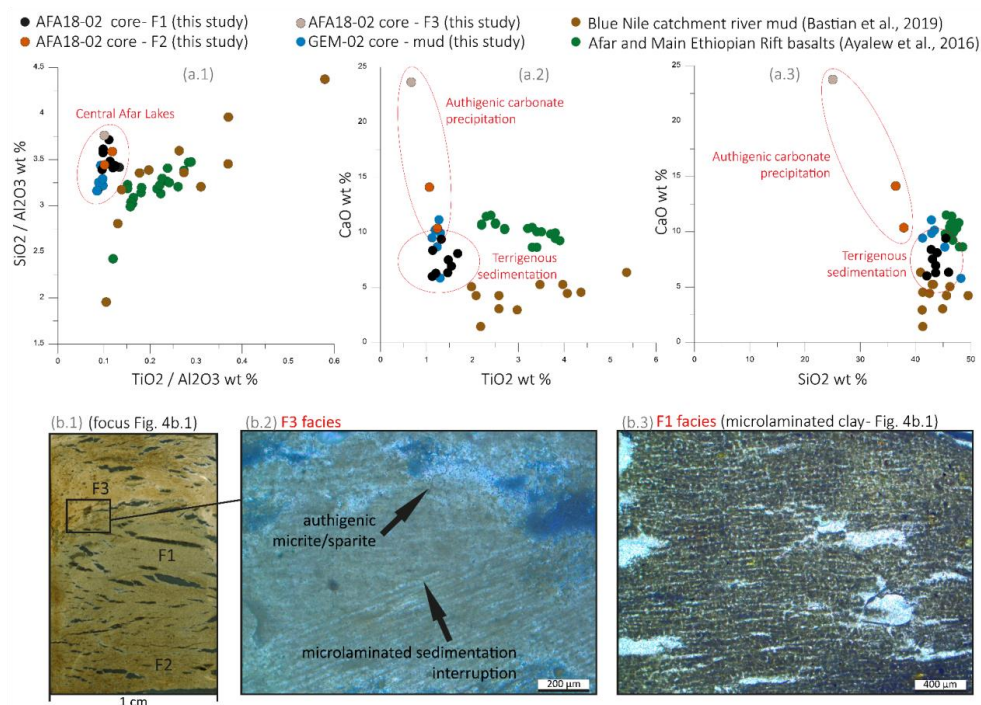 AFA18-02 core- F1 (this study)
AFA18-02 core- F2 (this study)
AFA18-02 core - F3 (this study)
GEM-02 core - mud (this study)
Blue Nile catchment river mud (Bastian et al., 2019)
Afar and Main Ethiopian Rift basalts (Ayalew et al., 2016)
(a.1)
Central Afar Lakes
SiO2 / Al2O3 wt %
4.5
4
3.5
3
2.5
2
1.5
0
0.1
0.2
0.3
0.4
0.5
0.6
TiO2 / Al2O3 wt %
(a.2)
Authigenic carbonate
precipitation
Terrigenous
sedimentation
CaO wt %
25
20
15
10
5
0
0
1
2
3
4
5
6
TiO2 wt %
(a.3)
Authigenic carbonate
precipitation
Terrigenous
sedimentation
CaO wt %
25
20
15
10
5
0
0
10
20
30
40
50
SiO2 wt %
(b.1) (focus Fig. 4b.1)
F3
F1
F2
1 cm
(b.2) F3 facies
authigenic
micrite/sparite
microlaminated sedimentation
interruption
200 µm
(b.3) F1 facies (microlaminated clay- Fig. 4b.1)
400 µm